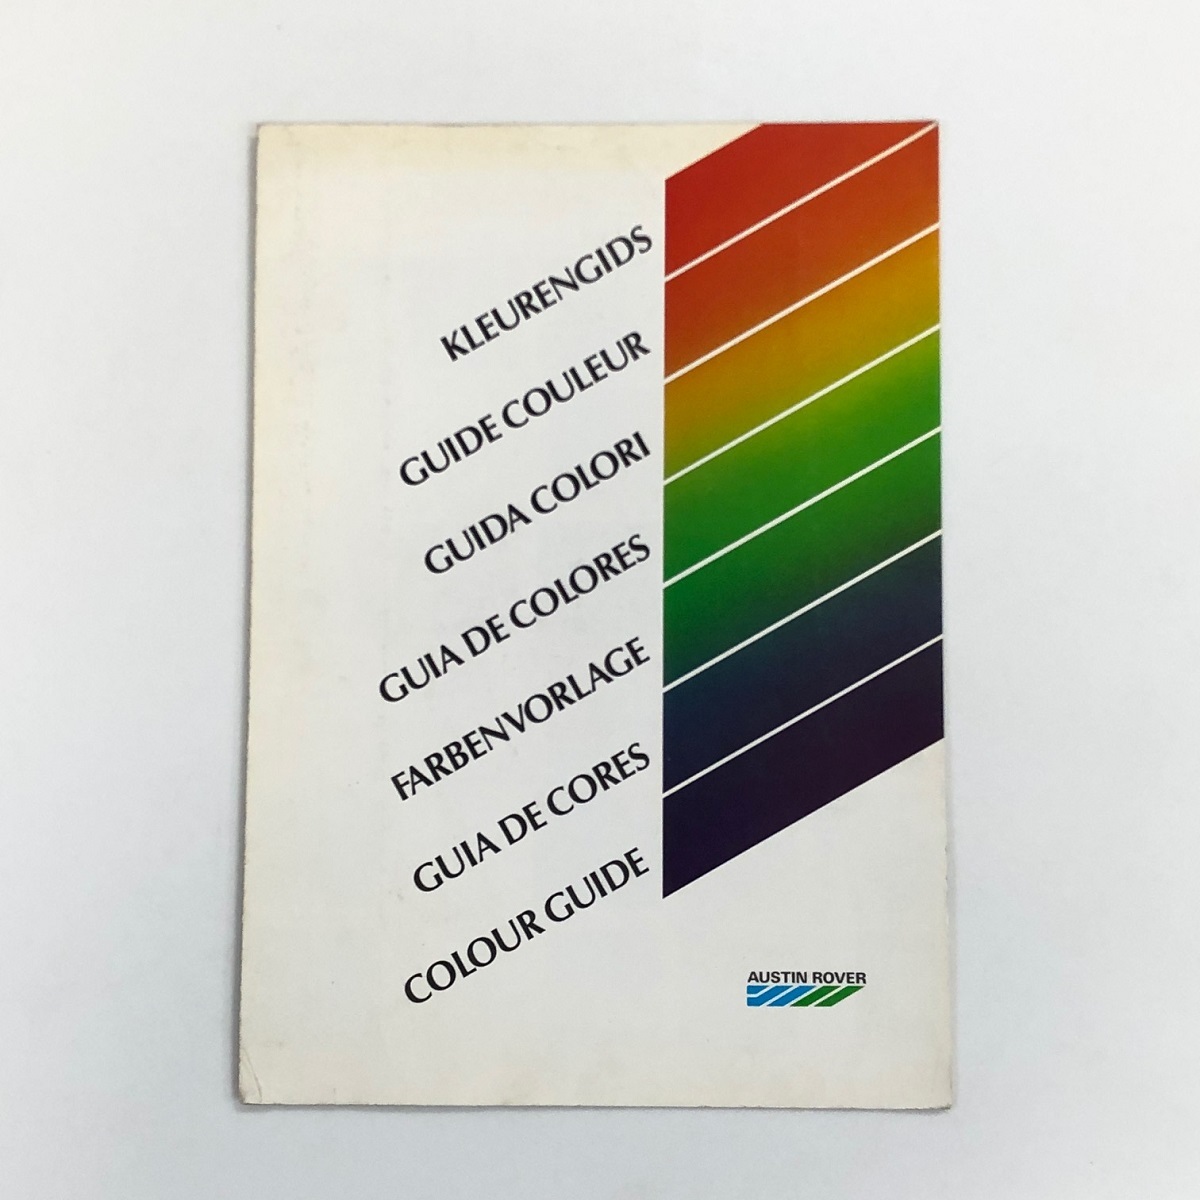 KLEURENGIDS
GUIDE COULEUR
GUIDA COLORI
GUIA DE COLORES
FARBENVORLAGE
GUIA DE CORES
COLOUR GUIDE
AUSTIN ROVER